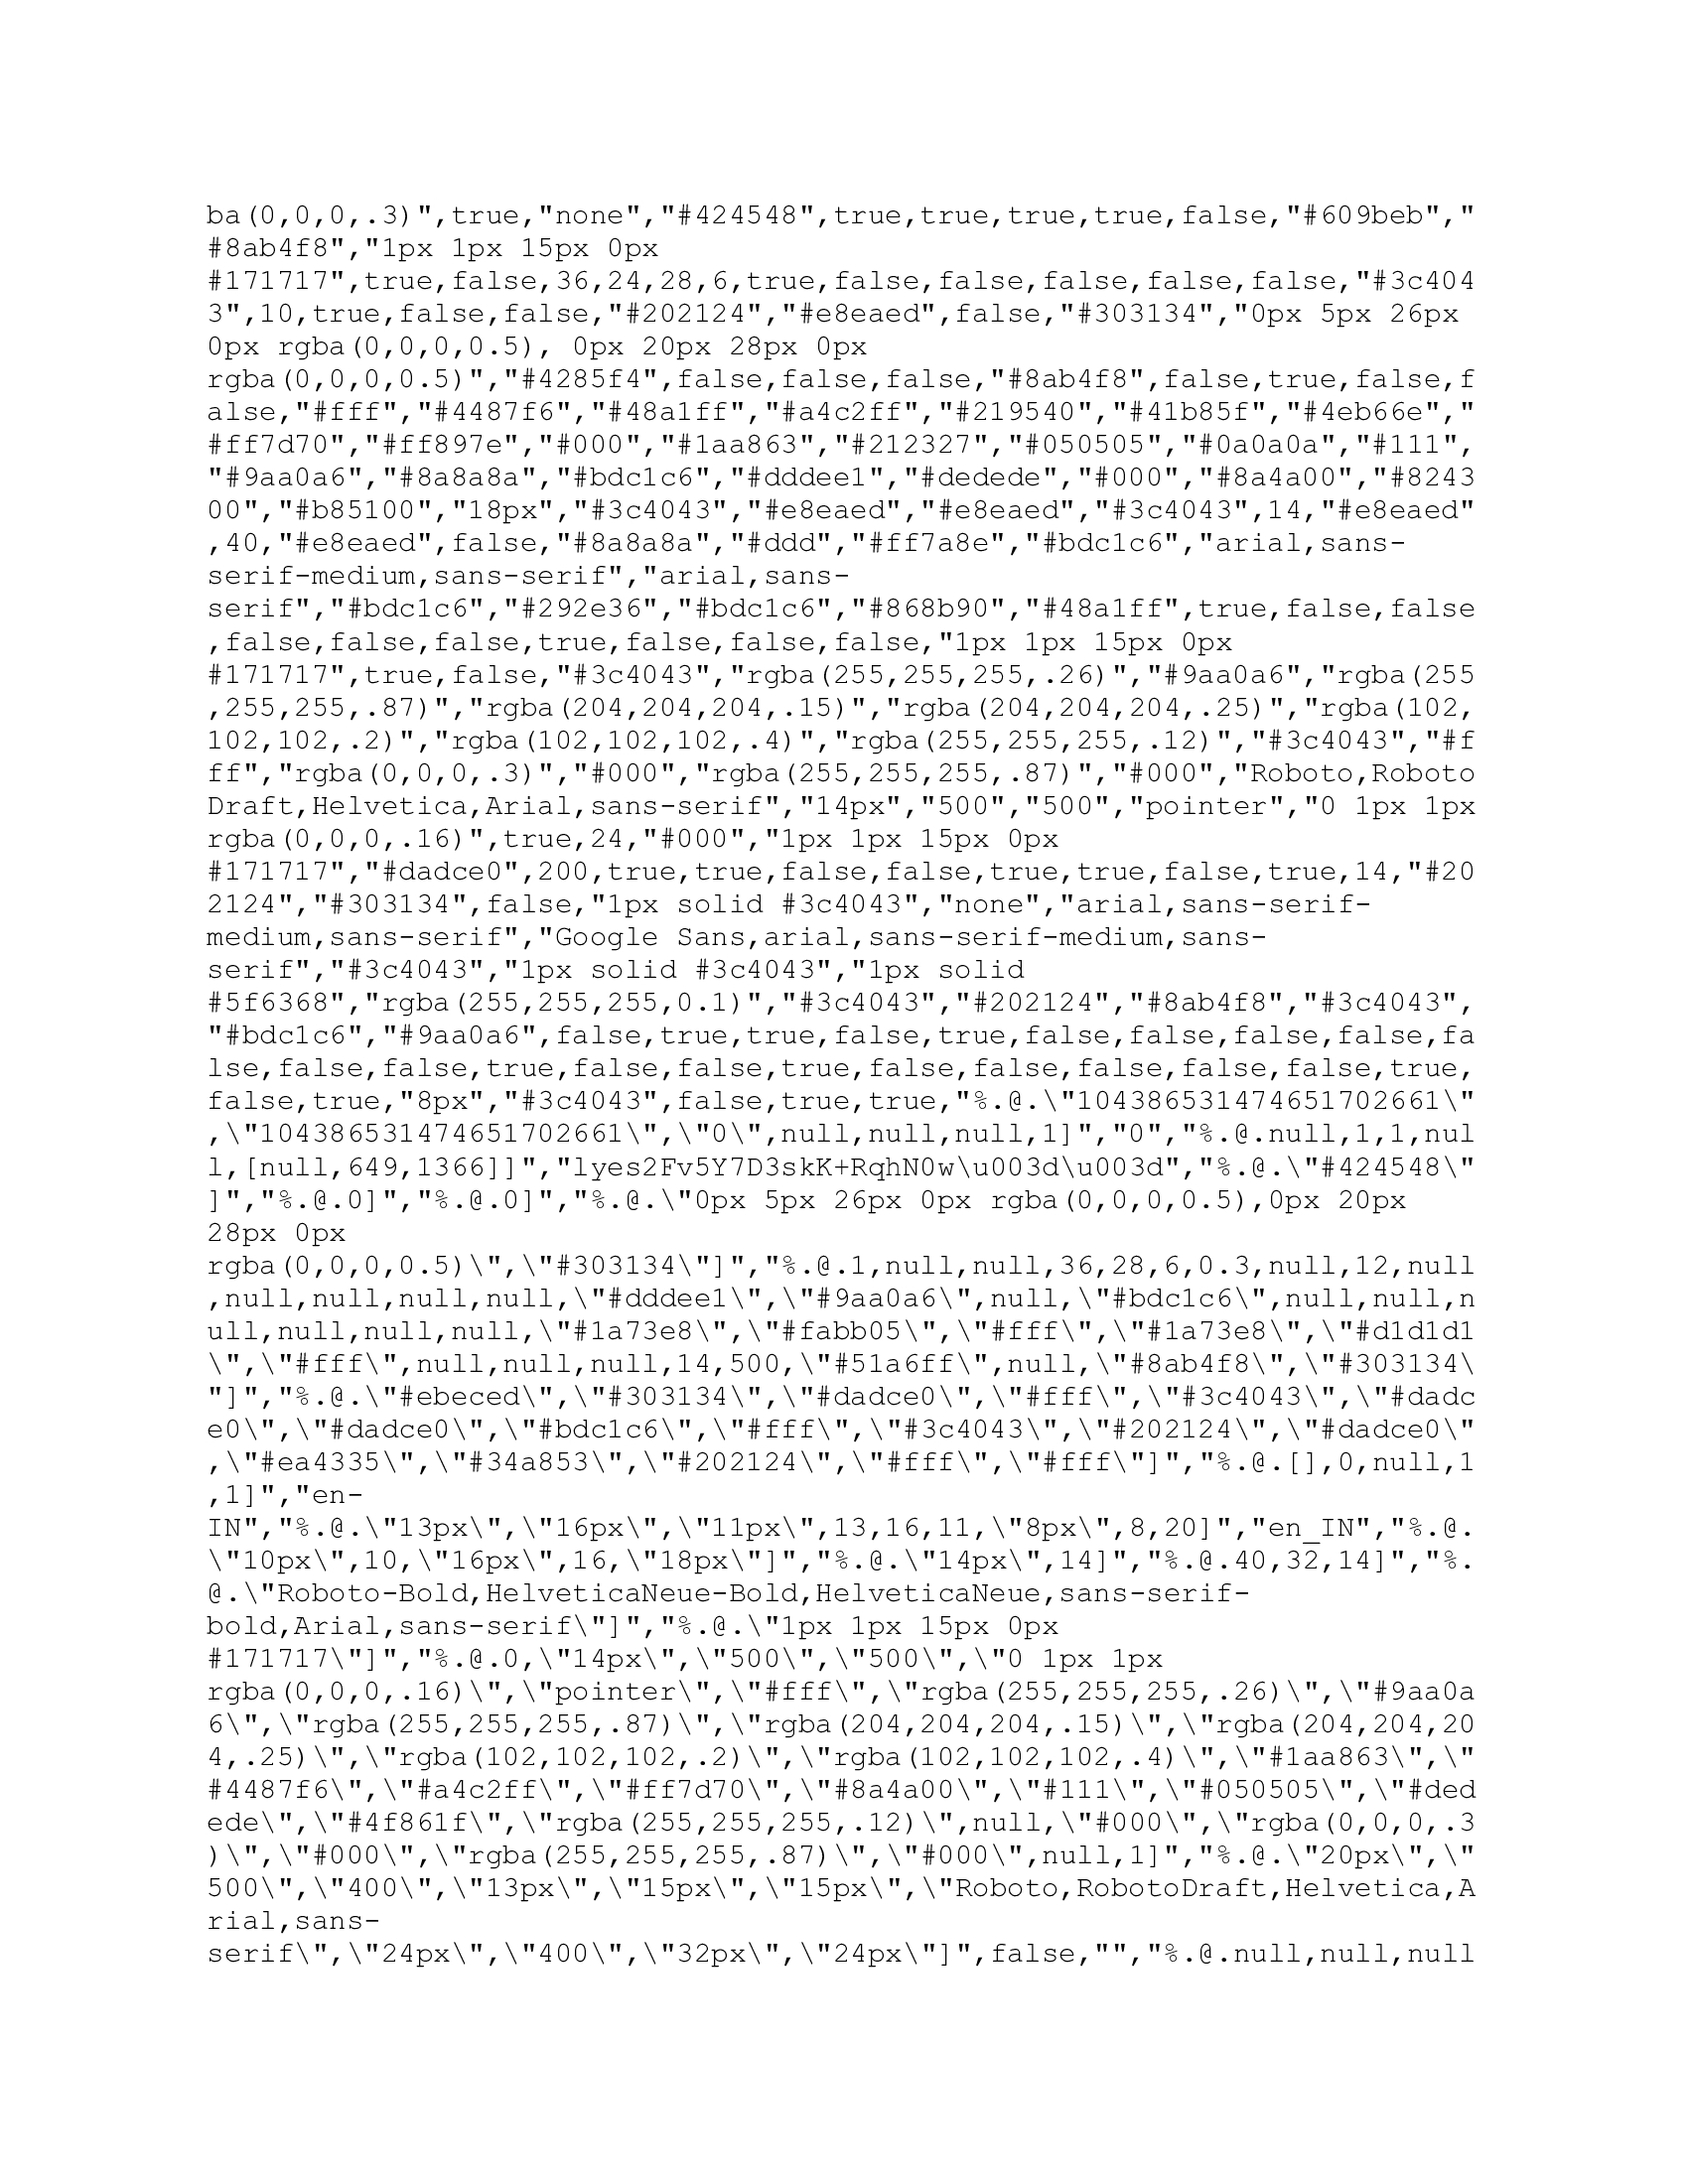 ba(0,0,0,.3)",true,"none","#424548",true,true,true,true,false,"#609beb","
#8ab4f8","1px 1px 15px 0px
#171717",true,false,36,24,28,6,true,false,false,false,false,false,"#3c404
3",10,true,false,false,"#202124","#e8eaed",false,"#303134","0px 5px 26px
0px rgba(0,0,0,0.5), 0px 20px 28px 0px
rgba(0,0,0,0.5)","#4285f4",false,false,false,"#8ab4f8",false,true,false,f
alse,"#fff","#4487f6","#48a1ff","#a4c2ff","#219540","#41b85f","#4eb66e","
#ff7d70","#ff897e","#000","#1aa863","#212327","#050505","#0a0a0a","#111",
"#9aa0a6","#8a8a8a","#bdc1c6","#dddee1","#dedede","#000","#8a4a00","#8243
00","#b85100","18px","#3c4043","#e8eaed","#e8eaed","#3c4043",14,"#e8eaed"
,40,"#e8eaed",false,"#8a8a8a","#ddd","#ff7a8e","#bdc1c6","arial,sans-
serif-medium,sans-serif","arial,sans-
serif","#bdc1c6","#292e36","#bdc1c6","#868b90","#48a1ff",true,false,false
,false,false,false,true,false,false,false,"1px 1px 15px 0px
#171717",true,false,"#3c4043","rgba(255,255,255,.26)","#9aa0a6","rgba(255
,255,255,.87)","rgba(204,204,204,.15)","rgba(204,204,204,.25)","rgba(102,
102,102,.2)","rgba(102,102,102,.4)","rgba(255,255,255,.12)","#3c4043","#f
ff","rgba(0,0,0,.3)","#000","rgba(255,255,255,.87)","#000","Roboto,Roboto
Draft,Helvetica,Arial,sans-serif","14px","500","500","pointer","0 1px 1px
rgba(0,0,0,.16)",true,24,"#000","1px 1px 15px 0px
#171717","#dadce0",200,true,true,false,false,true,true,false,true,14,"#20
2124","#303134",false,"1px solid #3c4043","none","arial,sans-serif-
medium,sans-serif","Google Sans,arial,sans-serif-medium,sans-
serif","#3c4043","1px solid #3c4043","1px solid
#5f6368","rgba(255,255,255,0.1)","#3c4043","#202124","#8ab4f8","#3c4043",
"#bdc1c6","#9aa0a6",false,true,true,false,true,false,false,false,false,fa
lse,false,false,true,false,false,true,false,false,false,false,false,true,
false,true,"8px","#3c4043",false,true,true,"%.@.\"104386531474651702661\"
,\"104386531474651702661\",\"0\",null,null,null,1]","0","%.@.null,1,1,nul
l,[null,649,1366]]","lyes2Fv5Y7D3skK+RqhN0w\u003d\u003d","%.@.\"#424548\"
]","%.@.0]","%.@.0]","%.@.\"0px 5px 26px 0px rgba(0,0,0,0.5),0px 20px
28px 0px
rgba(0,0,0,0.5)\",\"#303134\"]","%.@.1,null,null,36,28,6,0.3,null,12,null
,null,null,null,null,\"#dddee1\",\"#9aa0a6\",null,\"#bdc1c6\",null,null,n
ull,null,null,null,\"#1a73e8\",\"#fabb05\",\"#fff\",\"#1a73e8\",\"#d1d1d1
\",\"#fff\",null,null,null,14,500,\"#51a6ff\",null,\"#8ab4f8\",\"#303134\
"]","%.@.\"#ebeced\",\"#303134\",\"#dadce0\",\"#fff\",\"#3c4043\",\"#dadc
e0\",\"#dadce0\",\"#bdc1c6\",\"#fff\",\"#3c4043\",\"#202124\",\"#dadce0\"
,\"#ea4335\",\"#34a853\",\"#202124\",\"#fff\",\"#fff\"]","%.@.[],0,null,1
,1]","en-
IN","%.@.\"13px\",\"16px\",\"11px\",13,16,11,\"8px\",8,20]","en_IN","%.@.
\"10px\",10,\"16px\",16,\"18px\"]","%.@.\"14px\",14]","%.@.40,32,14]","%.
@.\"Roboto-Bold,HelveticaNeue-Bold,HelveticaNeue,sans-serif-
bold,Arial,sans-serif\"]","%.@.\"1px 1px 15px 0px
#171717\"]","%.@.0,\"14px\",\"500\",\"500\",\"0 1px 1px
rgba(0,0,0,.16)\",\"pointer\",\"#fff\",\"rgba(255,255,255,.26)\",\"#9aa0a
6\",\"rgba(255,255,255,.87)\",\"rgba(204,204,204,.15)\",\"rgba(204,204,20
4,.25)\",\"rgba(102,102,102,.2)\",\"rgba(102,102,102,.4)\",\"#1aa863\",\"
#4487f6\",\"#a4c2ff\",\"#ff7d70\",\"#8a4a00\",\"#111\",\"#050505\",\"#ded
ede\",\"#4f861f\",\"rgba(255,255,255,.12)\",null,\"#000\",\"rgba(0,0,0,.3
)\",\"#000\",\"rgba(255,255,255,.87)\",\"#000\",null,1]","%.@.\"20px\",\"
500\",\"400\",\"13px\",\"15px\",\"15px\",\"Roboto,RobotoDraft,Helvetica,A
rial,sans-
serif\",\"24px\",\"400\",\"32px\",\"24px\"]",false,"","%.@.null,null,null